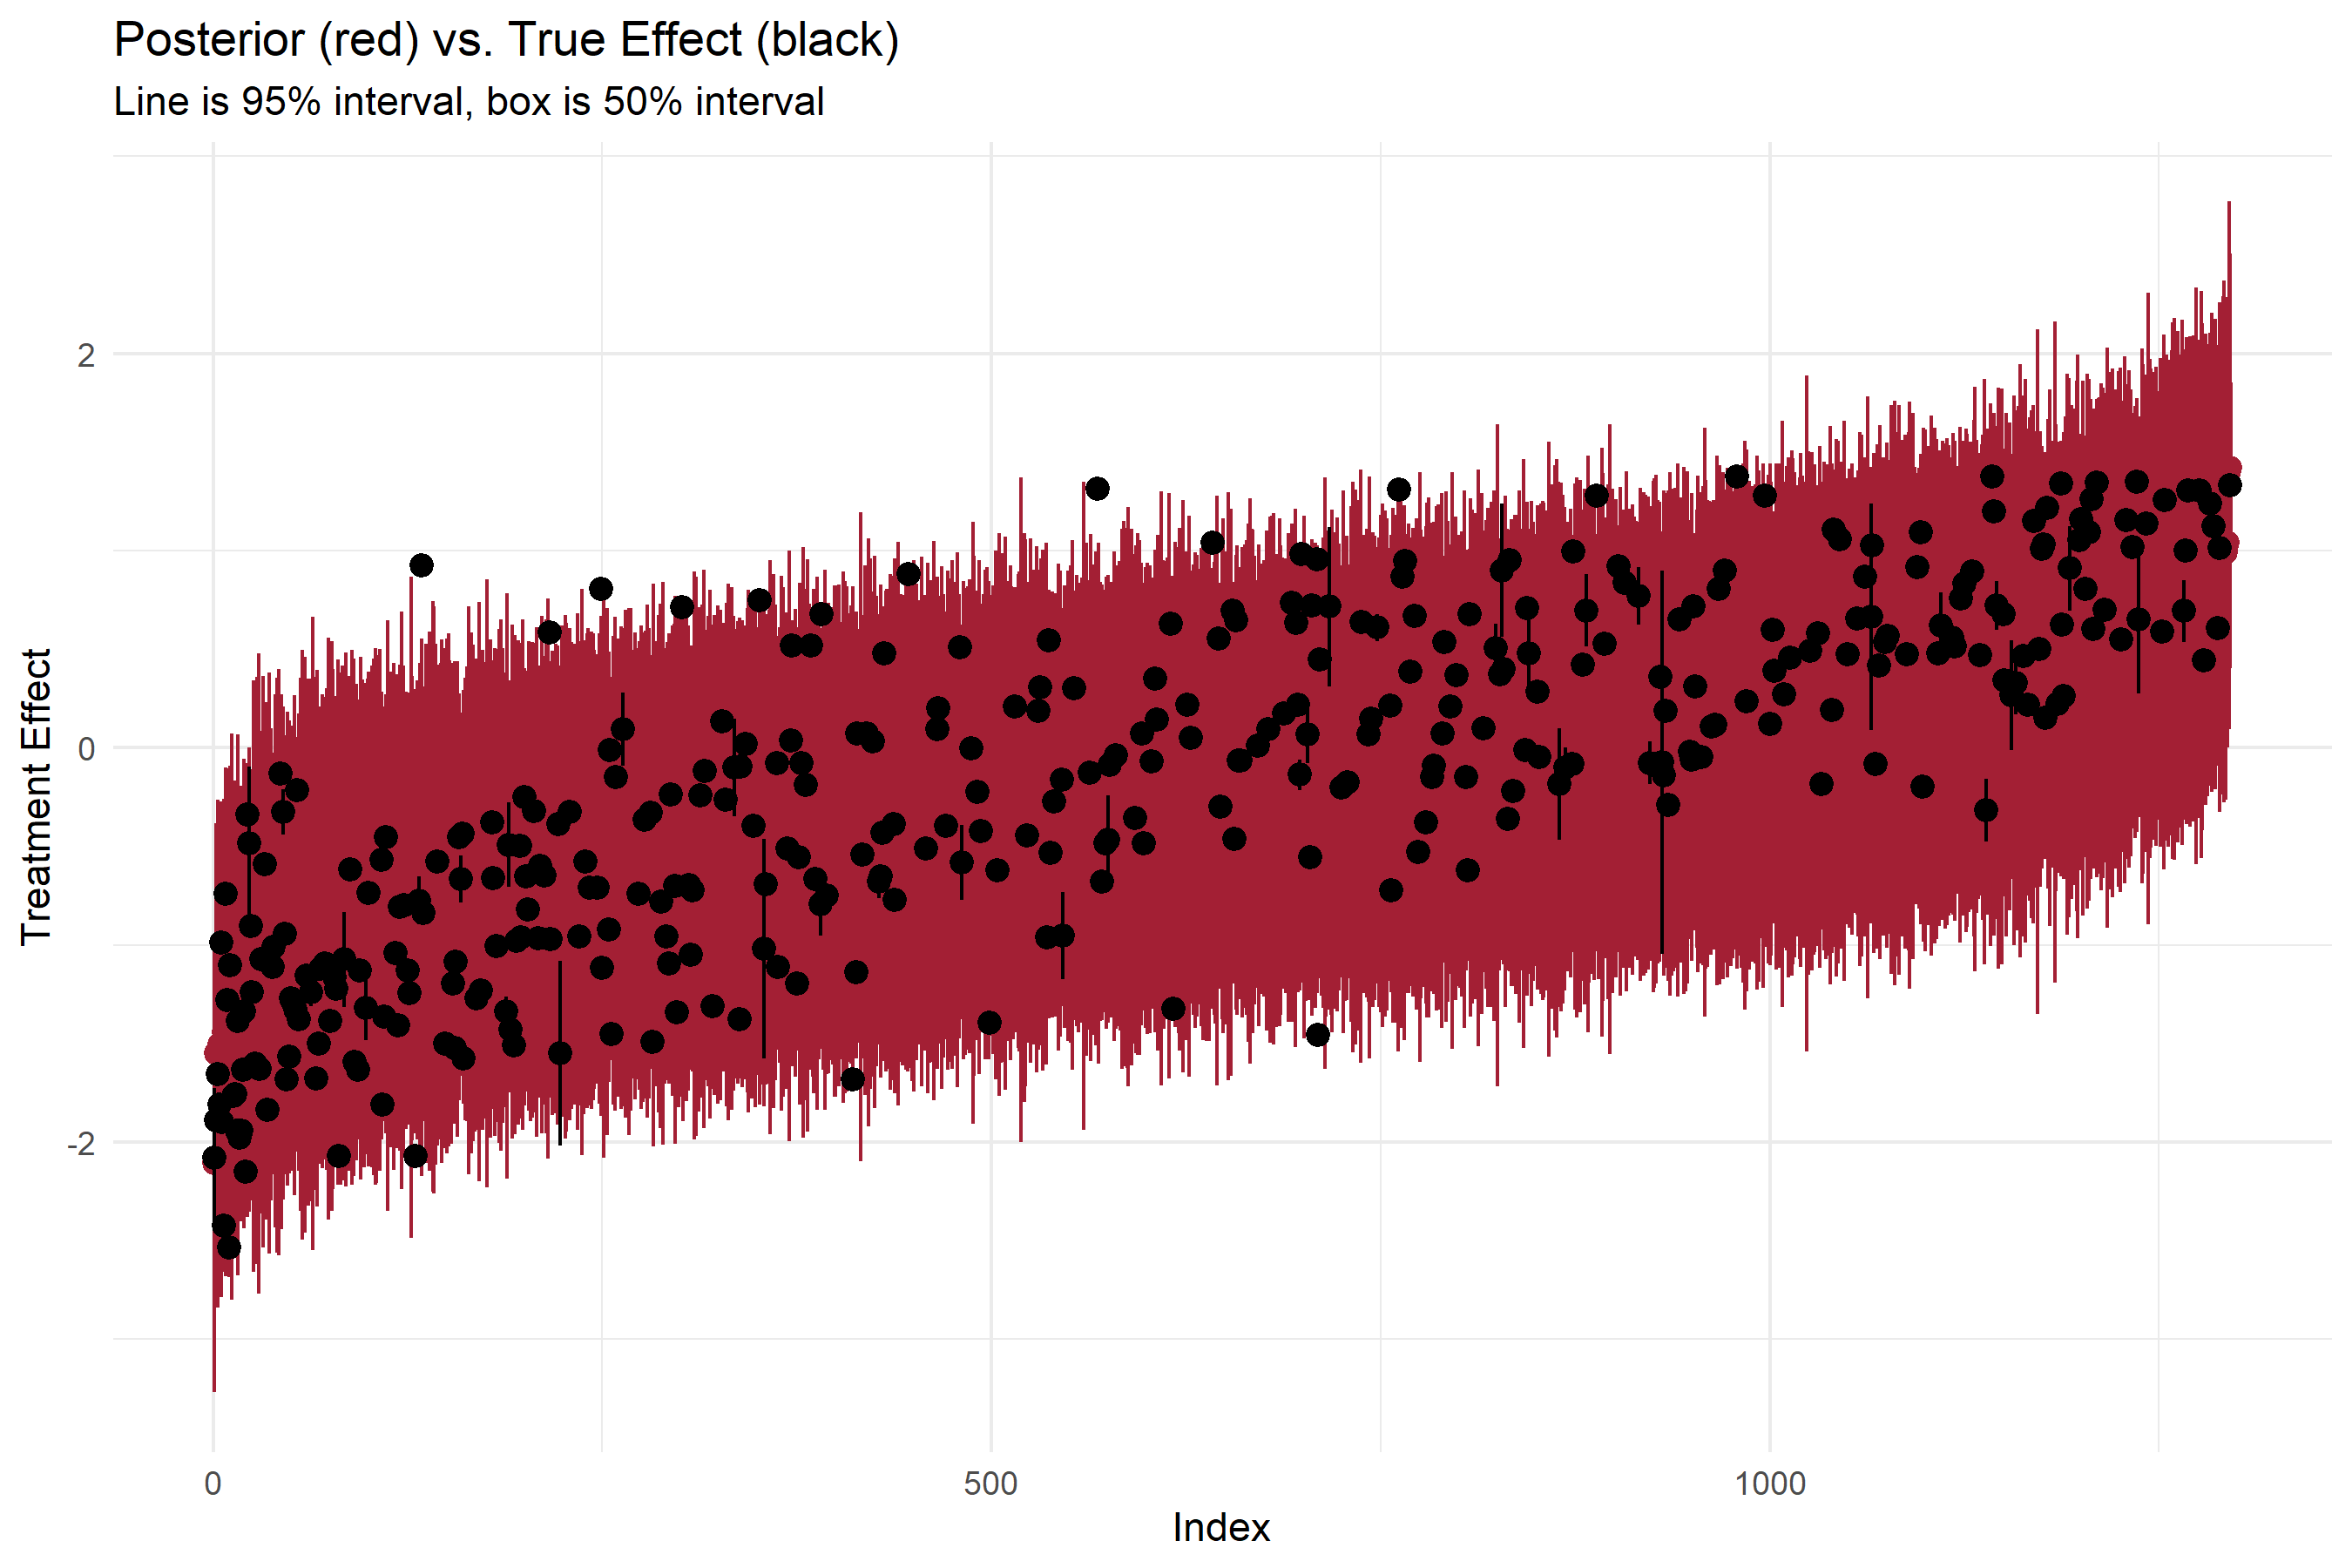 Posterior (red) vs. True Effect (black)
Line is 95% interval, box is 50% interval
Treatment Effect
2
0
-2
0
500
1000
Index